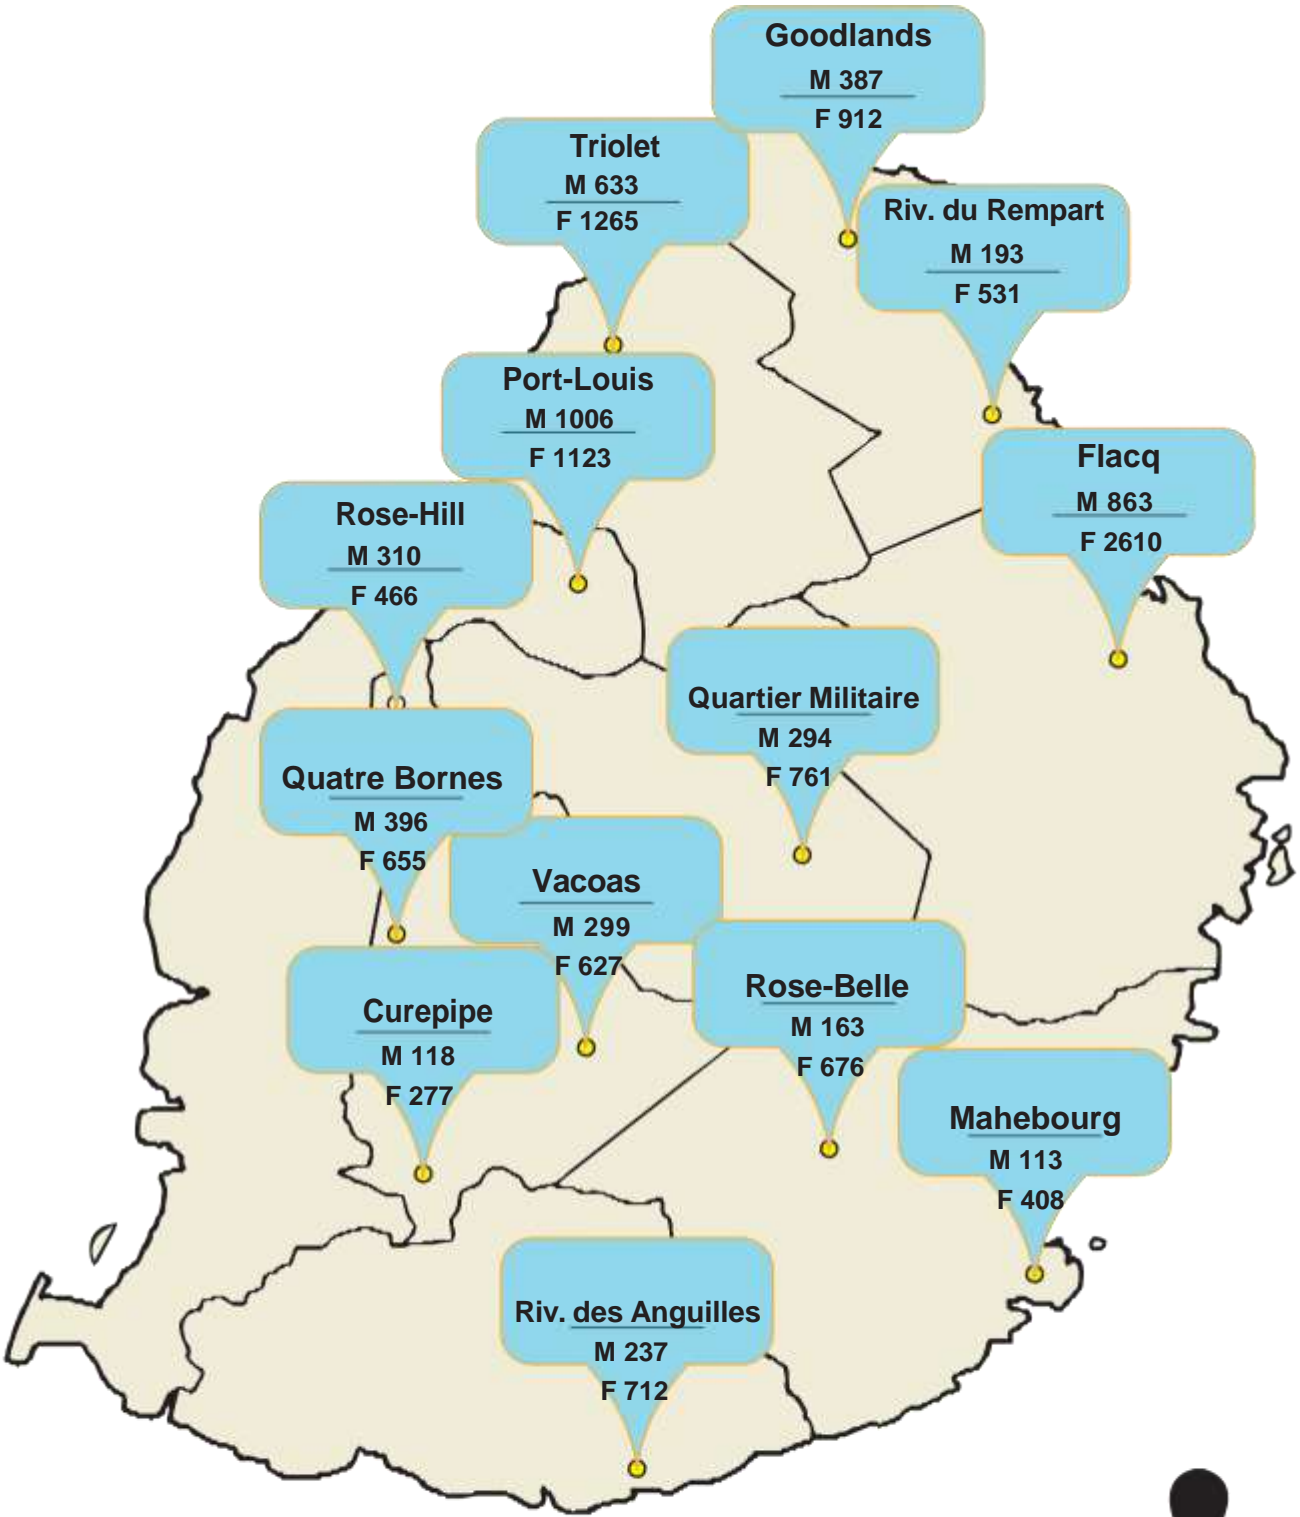 Goodlands
M 387
F 912
Triolet
M 633
F 1265
Riv. du Rempart
M 193
F 531
Port-Louis
M 1006
F 1123
Flacq
M 863
F 2610
Rose-Hill
M 310
F 466
Quartier Militaire
M 294
F 761
Quatre Bornes
M 396
F 655
Vacoas
M 299
F 627
Rose-Belle
M 163
F 676
Curepipe
M 118
F 277
Mahebourg
M 113
F 408
Riv. des Anguilles
M 237
F 712